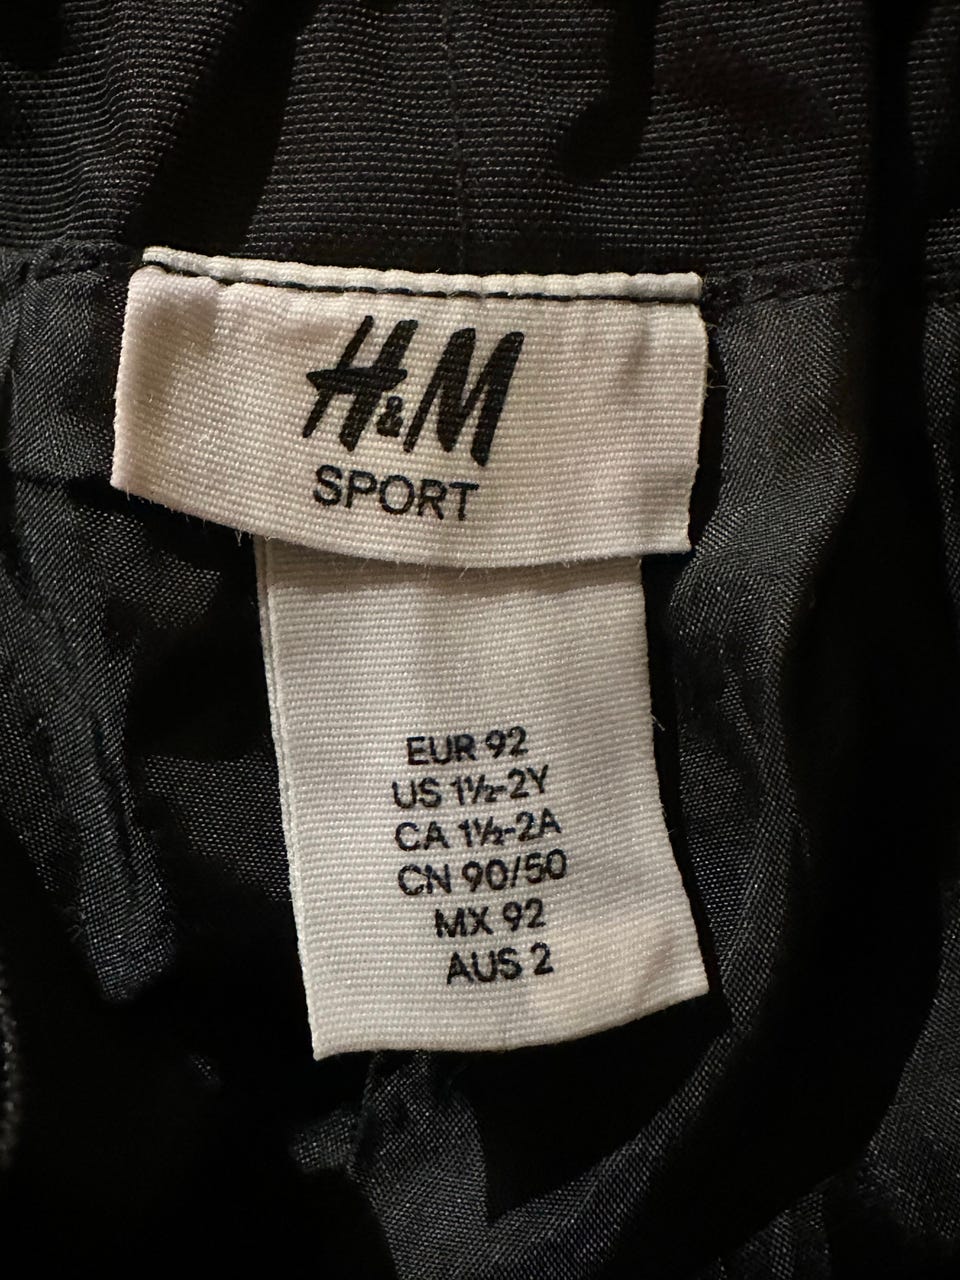 H&M
SPORT
EUR 92
US 1½-2Y
CA 1½-2A
CN 90/50
MX 92
AUS 2